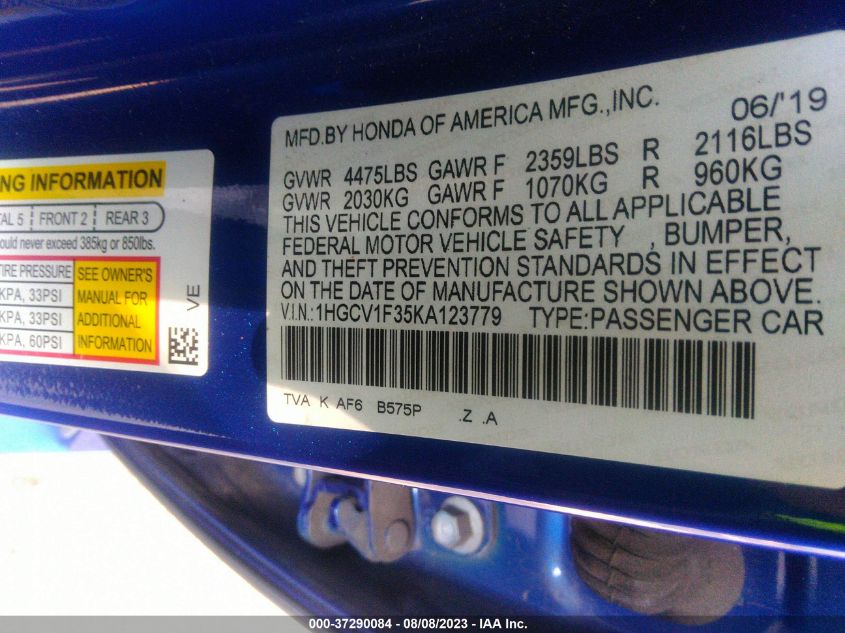 NG INFORMATION
TAL 5 FRONT 2 REAR 3
ould never exceed 385kg or 850lbs.
TIRE PRESSURE
KPA, 33PSI
KPA, 33PSI
KPA, 60PSI
SEE OWNER'S
MANUAL FOR
ADDITIONAL
INFORMATION
VE
MFD.BY HONDA OF AMERICA MFG.,INC. 06/'19
GVWR 4475LBS GAWR F 2359LBS R 2116LBS
GVWR 2030KG GAWR F 1070KG R 960KG
THIS VEHICLE CONFORMS TO ALL APPLICABLE
FEDERAL MOTOR VEHICLE SAFETY , BUMPER,
AND THEFT PREVENTION STANDARDS IN EFFECT
ON THE DATE OF MANUFACTURE SHOWN ABOVE.
V.I.N.: 1HGCV1F35KA123779 TYPE:PASSENGER CAR
TVA K AF6 B575P .Z .A
000-37290084 - 08/08/2023 - IAA Inc.